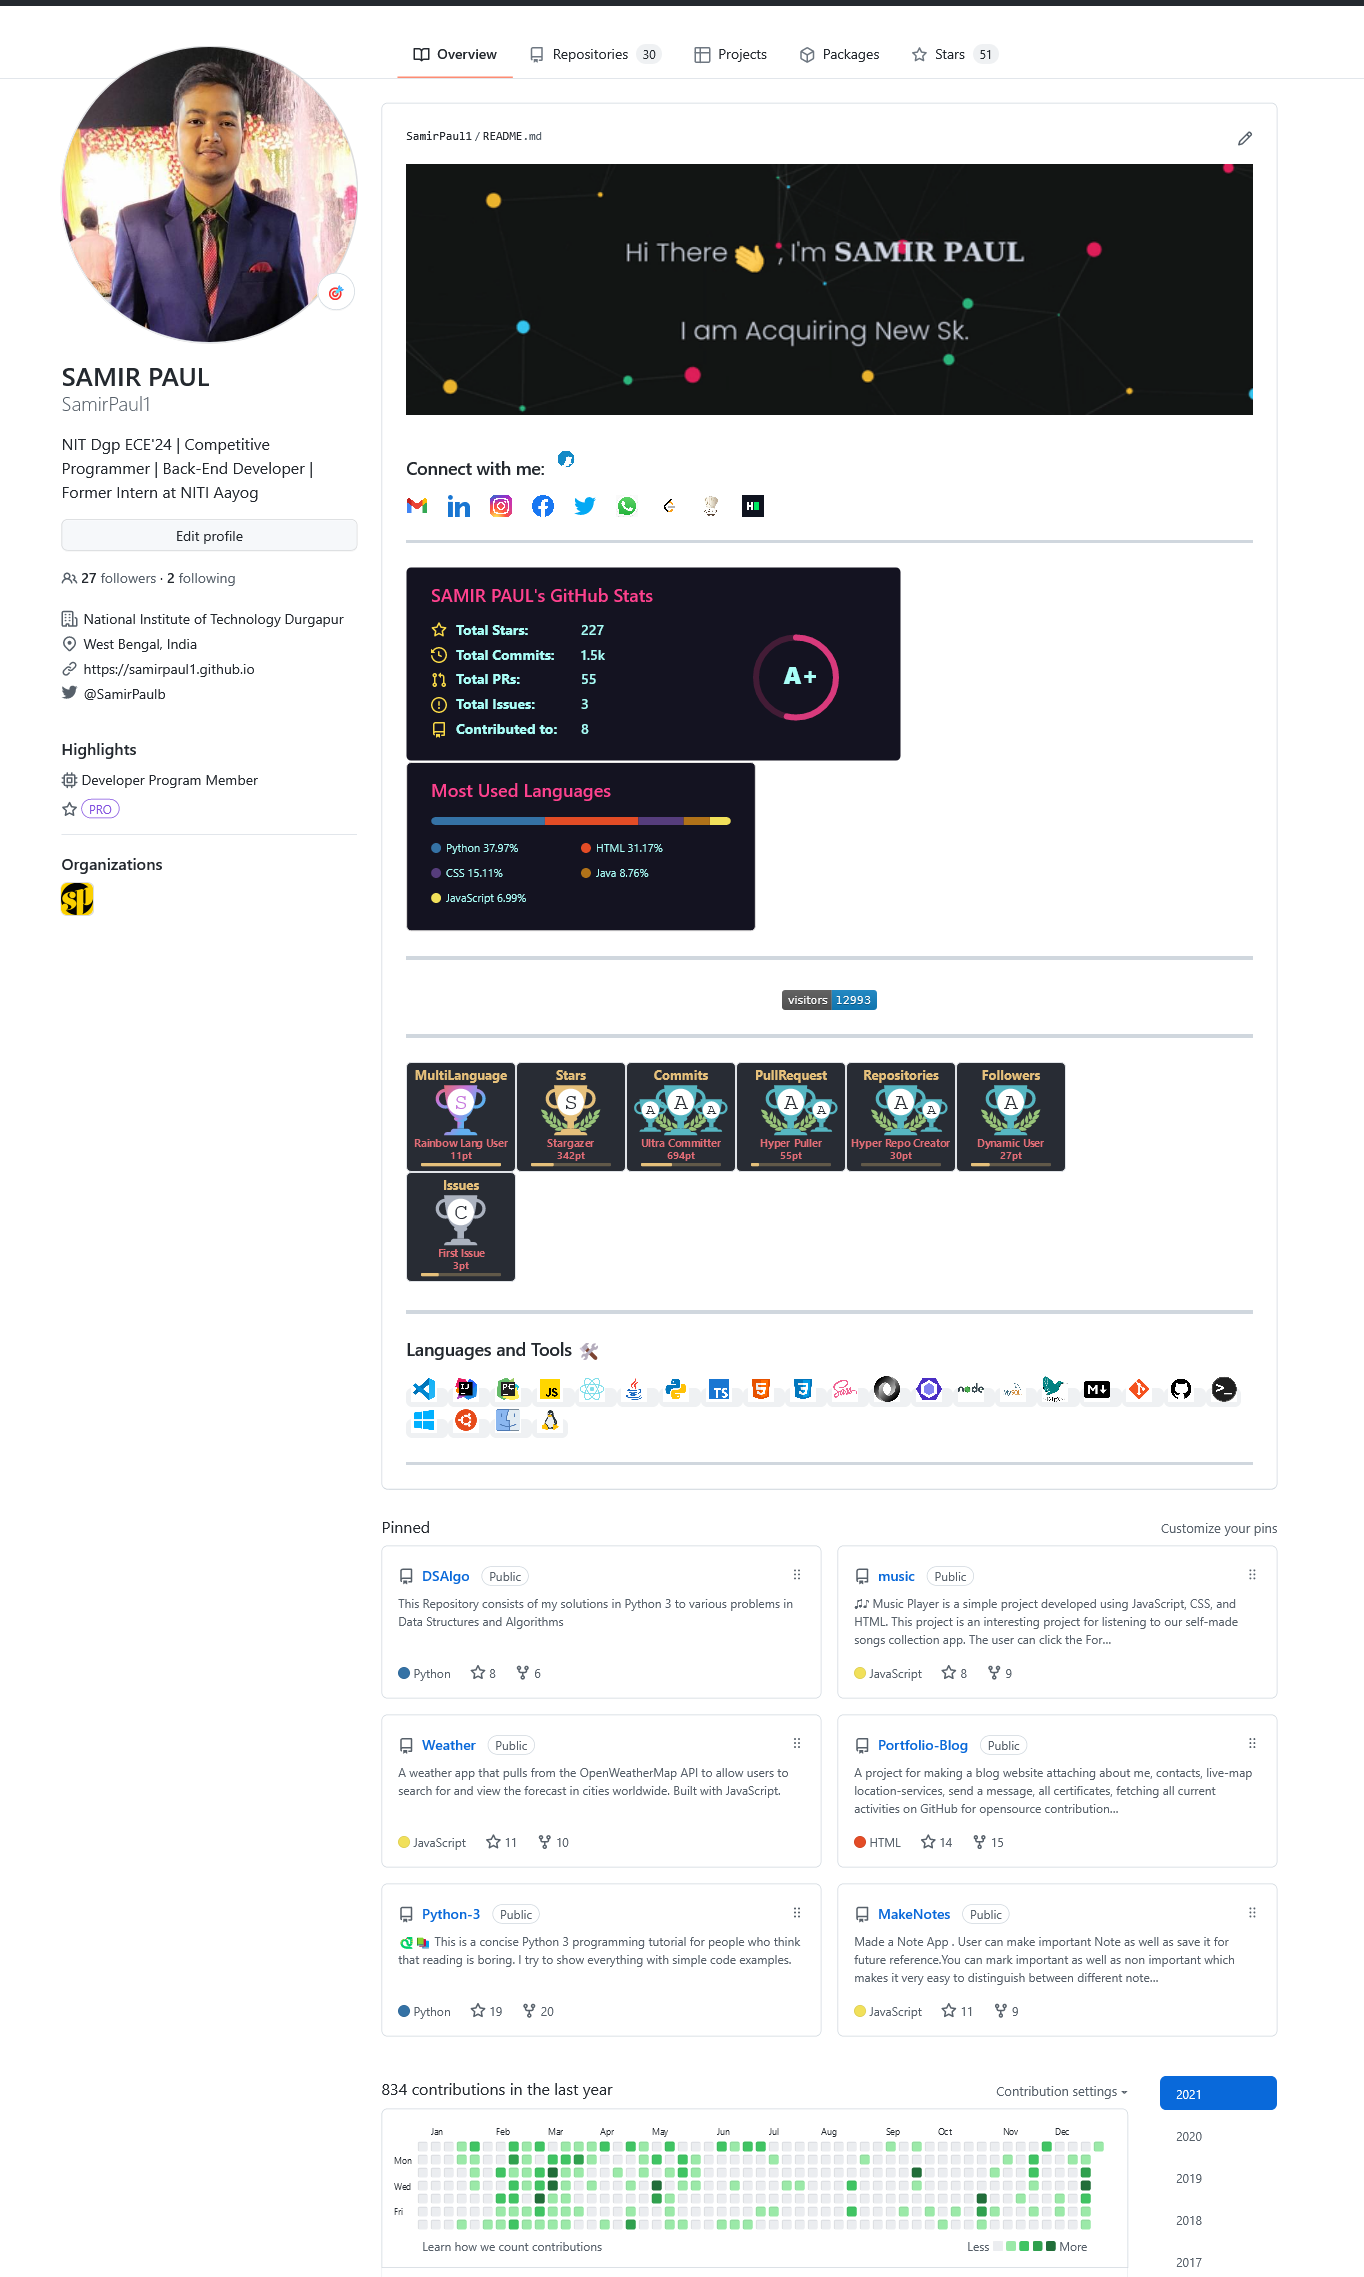 Overview
Repositories 30
Projects
Packages
Stars 51
SAMIR PAUL
SamirPaul1
NIT Dgp ECE'24 | Competitive
Programmer | Back-End Developer |
Former Intern at NITI Aayog
Edit profile
27 followers · 2 following
National Institute of Technology Durgapur
West Bengal, India
https://samirpaul1.github.io
@SamirPaulb
Highlights
Developer Program Member
PRO
Organizations
SP
SamirPaul1 / README.md
Hi There 👋 , I'm SAMIR PAUL
I am Acquiring New Sk.
Connect with me:
SAMIR PAUL's GitHub Stats
Total Stars: 227
Total Commits: 1.5k
Total PRs: 55
Total Issues: 3
Contributed to: 8
A+
Most Used Languages
Python 37.97%
HTML 31.17%
CSS 15.11%
Java 8.76%
JavaScript 6.99%
visitors 12993
MultiLanguage
S
Rainbow Lang User
11pt
Stars
S
Stargazer
342pt
Commits
A A A
Ultra Committer
694pt
PullRequest
A A
Hyper Puller
55pt
Repositories
A A
Hyper Repo Creator
30pt
Followers
A
Dynamic User
27pt
Issues
C
First Issue
3pt
Languages and Tools 🛠️
Pinned
Customize your pins
DSAlgo Public
This Repository consists of my solutions in Python 3 to various problems in
Data Structures and Algorithms
Python 8 6
music Public
🎵 Music Player is a simple project developed using JavaScript, CSS, and
HTML. This project is an interesting project for listening to our self-made
songs collection app. The user can click the For...
JavaScript 8 9
Weather Public
A weather app that pulls from the OpenWeatherMap API to allow users to
search for and view the forecast in cities worldwide. Built with JavaScript.
JavaScript 11 10
Portfolio-Blog Public
A project for making a blog website attaching about me, contacts, live-map
location-services, send a message, all certificates, fetching all current
activities on GitHub for opensource contribution...
HTML 14 15
Python-3 Public
This is a concise Python 3 programming tutorial for people who think
that reading is boring. I try to show everything with simple code examples.
Python 19 20
MakeNotes Public
Made a Note App . User can make important Note as well as save it for
future reference.You can mark important as well as non important which
makes it very easy to distinguish between different note...
JavaScript 11 9
834 contributions in the last year
Contribution settings
Jan Feb Mar Apr May Jun Jul Aug Sep Oct Nov Dec
Mon
Wed
Fri
Learn how we count contributions
Less More
2021
2020
2019
2018
2017